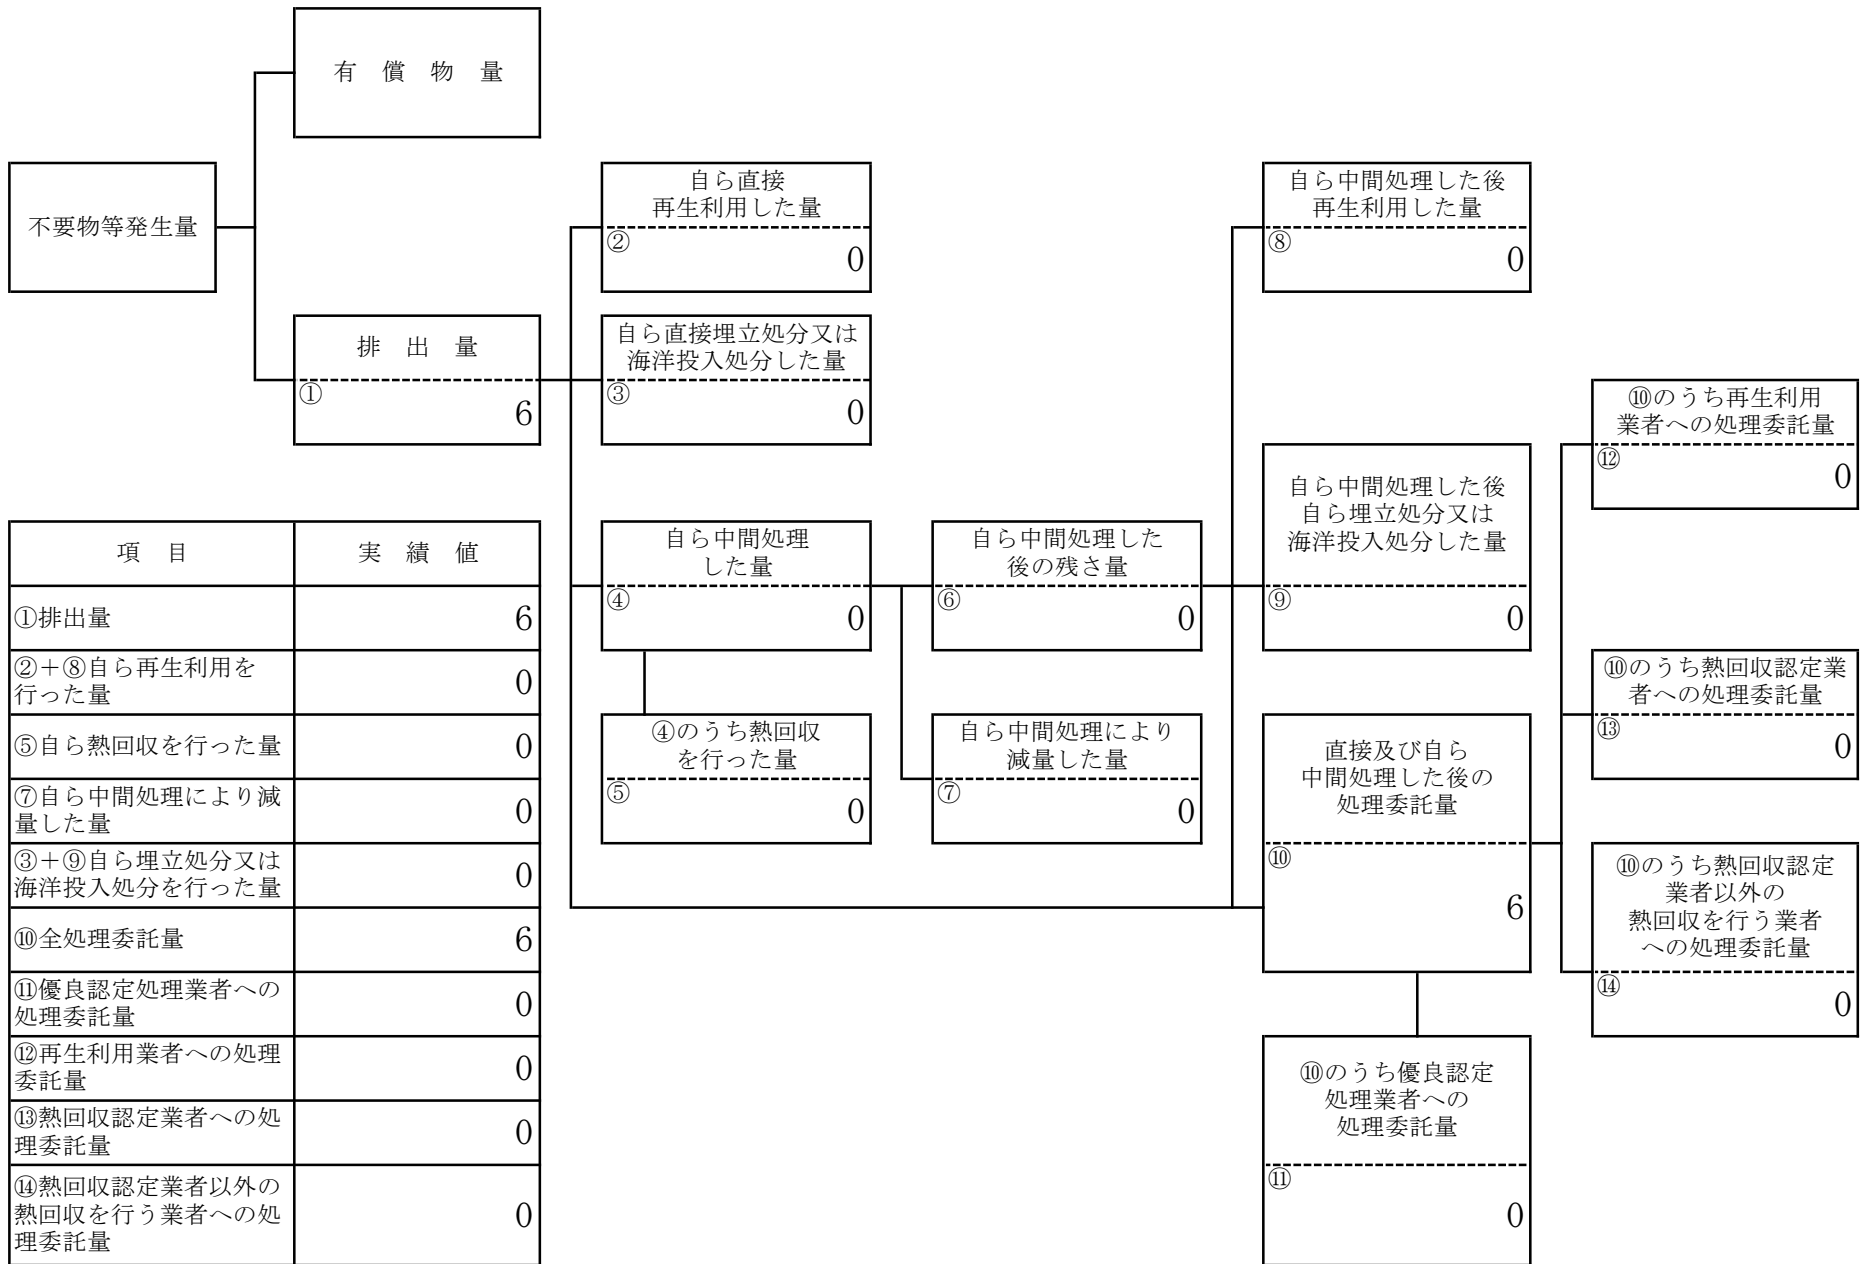 有 償 物 量
不要物等発生量
排 出 量
①
6
自ら直接
再生利用した量
②
0
自ら直接埋立処分又は
海洋投入処分した量
③
0
自ら中間処理
した量
④
0
④のうち熱回収
を行った量
⑤
0
自ら中間処理した
後の残さ量
⑥
0
自ら中間処理により
減量した量
⑦
0
自ら中間処理した後
再生利用した量
⑧
0
自ら中間処理した後
自ら埋立処分又は
海洋投入処分した量
⑨
0
直接及び自ら
中間処理した後の
処理委託量
⑩
6
⑩のうち優良認定
処理業者への
処理委託量
⑪
0
⑩のうち再生利用
業者への処理委託量
⑫
0
⑩のうち熱回収認定業
者への処理委託量
⑬
0
⑩のうち熱回収認定
業者以外の
熱回収を行う業者
への処理委託量
⑭
0
項 目 実 績 値
①排出量 6
②+⑧自ら再生利用を
行った量 0
⑤自ら熱回収を行った量 0
⑦自ら中間処理により減
量した量 0
③+⑨自ら埋立処分又は
海洋投入処分を行った量 0
⑩全処理委託量 6
⑪優良認定処理業者への
処理委託量 0
⑫再生利用業者への処理
委託量 0
⑬熱回収認定業者への処
理委託量 0
⑭熱回収認定業者以外の
熱回収を行う業者への処
理委託量 0